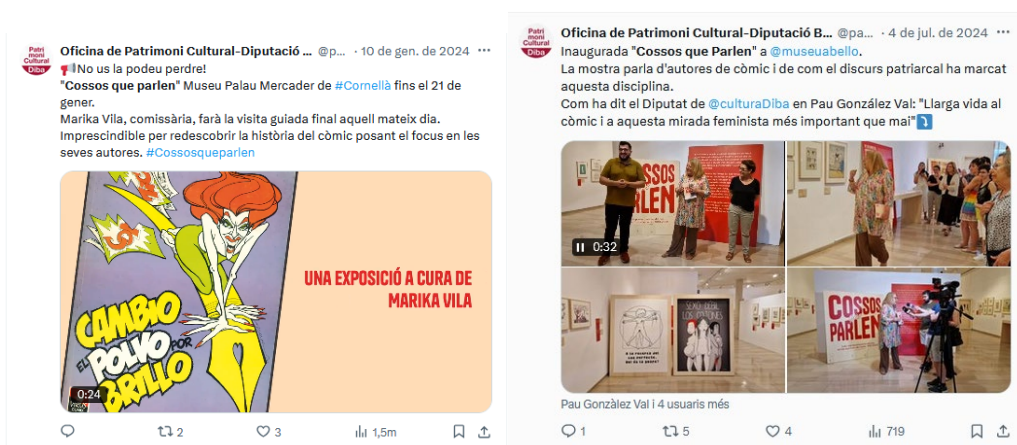 Patri
moni
Cultural
Diba
Oficina de Patrimoni Cultural-Diputació ... @p... · 10 de gen. de 2024 ···
No us la podeu perdre!
"Cossos que parlen" Museu Palau Mercader de #Cornellà fins el 21 de
gener.
Marika Vila, comissària, farà la visita guiada final aquell mateix dia.
Imprescindible per redescobrir la història del còmic posant el focus en les
seves autores. #Cossosqueparlen
UNA EXPOSICIÓ A CURA DE
MARIKA VILA
CAMBIO
EL POLVO POR
BRILLO
0:24
2
3
1,5m
Patri
moni
Cultural
Diba
Oficina de Patrimoni Cultural-Diputació B... @pa... · 4 de jul. de 2024 ···
Inaugurada "Cossos que Parlen" a @museuabello.
La mostra parla d'autores de còmic i de com el discurs patriarcal ha marcat
aquesta disciplina.
Com ha dit el Diputat de @culturaDiba en Pau González Val: "Llarga vida al
còmic i a aquesta mirada feminista més important que mai"
COSSOS
PARLEN
0:32
COSSOS
PARLEN
Pau Gonzàlez Val i 4 usuaris més
1
5
4
719